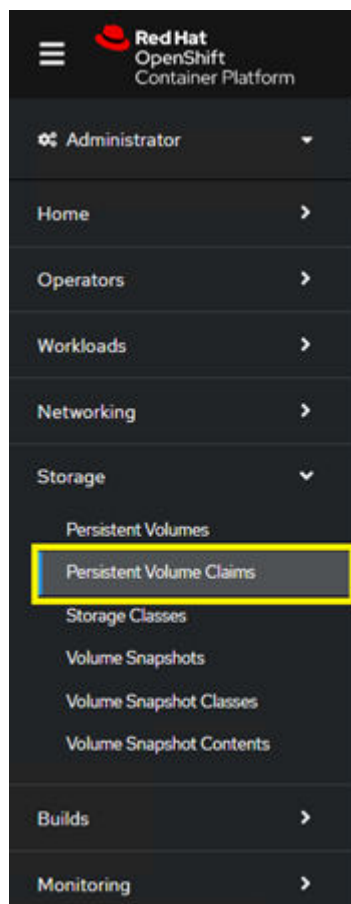 Red Hat
OpenShift
Container Platform
Administrator
Home
Operators
Workloads
Networking
Storage
Persistent Volumes
Persistent Volume Claims
Storage Classes
Volume Snapshots
Volume Snapshot Classes
Volume Snapshot Contents
Builds
Monitoring